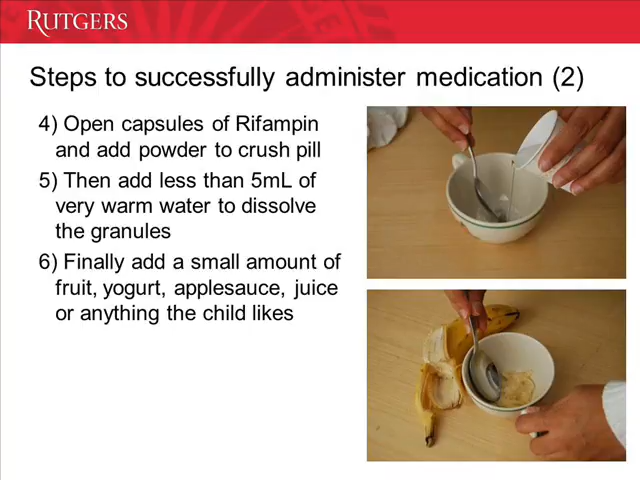 RUTGERS
Steps to successfully administer medication (2)
4) Open capsules of Rifampin
and add powder to crush pill
5) Then add less than 5mL of
very warm water to dissolve
the granules
6) Finally add a small amount of
fruit, yogurt, applesauce, juice
or anything the child likes